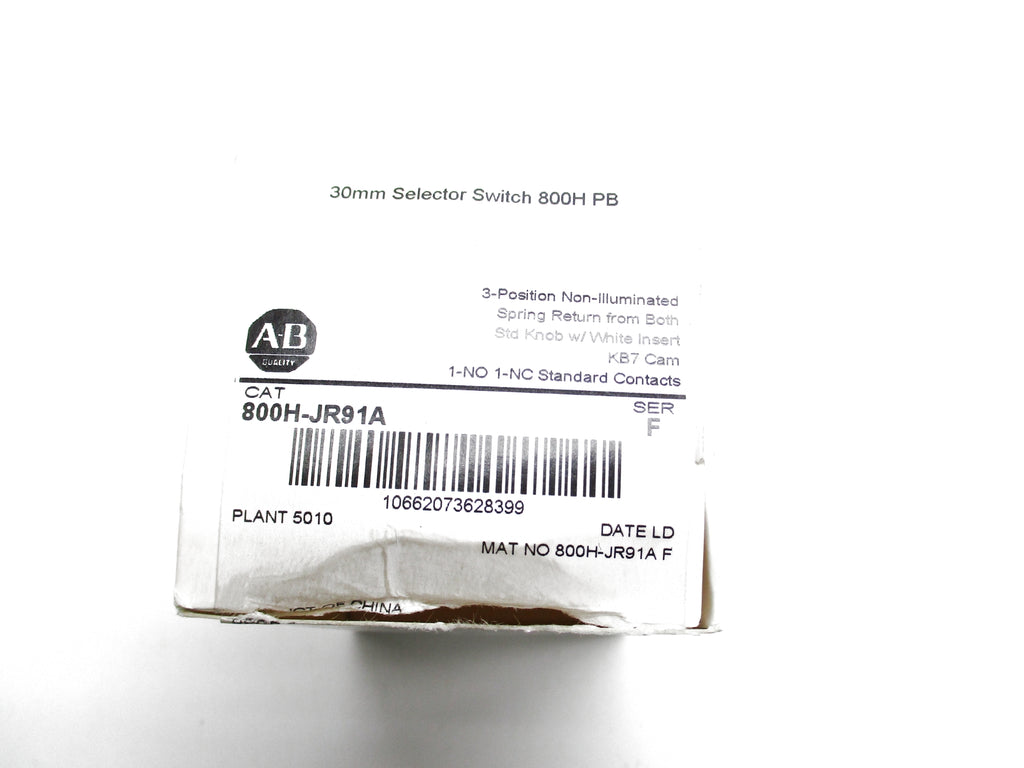 30mm Selector Switch 800H PB
3-Position Non-Illuminated
Spring Return from Both
Std Knob w/ White Insert
KB7 Cam
1-NO 1-NC Standard Contacts
A-B
QUALITY
CAT
800H-JR91A
SER
F
10662073628399
PLANT 5010
DATE LD
MAT NO 800H-JR91A F
OF CHINA